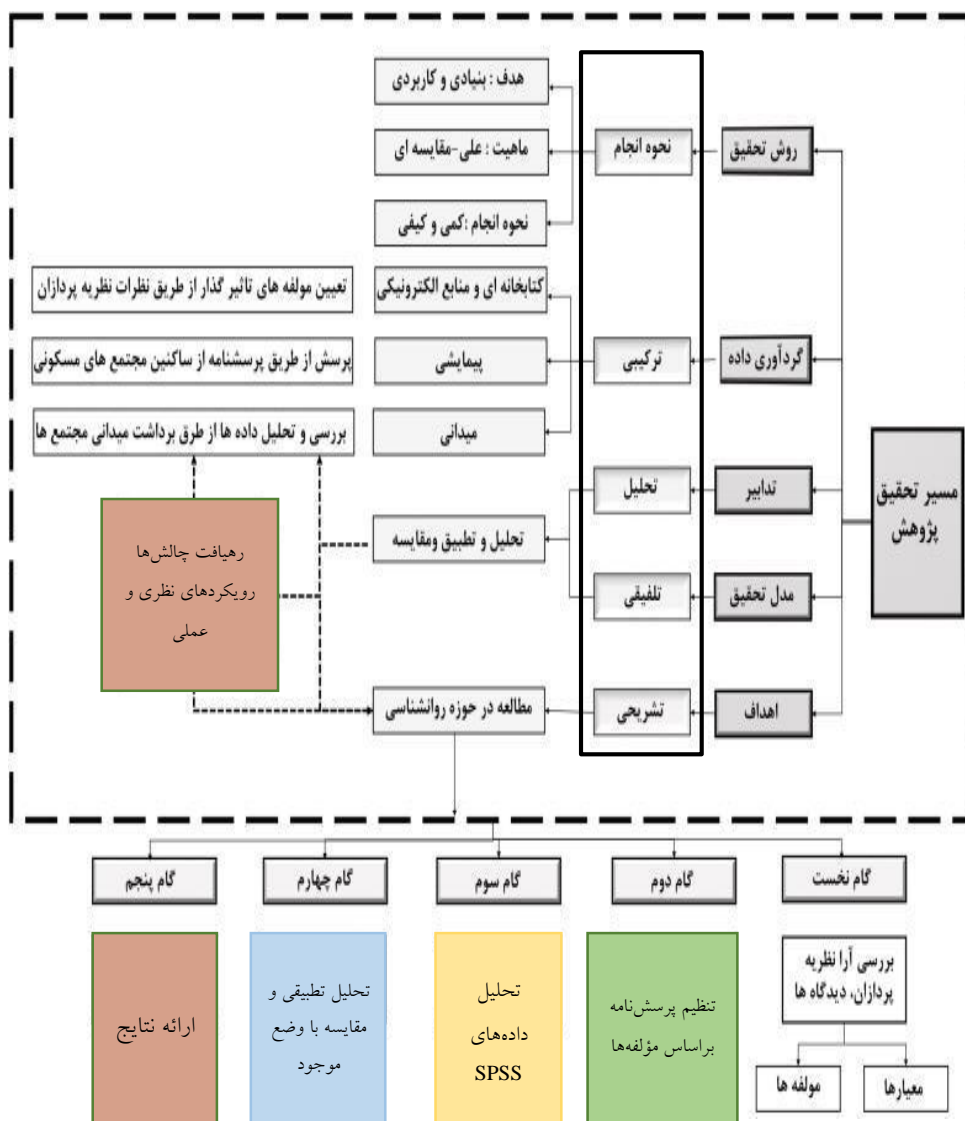 مسیر تحقیق
پژوهش
روش تحقیق
نحوه انجام
هدف : بنیادی و کاربردی
ماهیت : علی-مقایسه ای
نحوه انجام :کمی و کیفی
گردآوری داده
ترکیبی
کتابخانه ای و منابع الکترونیکی
پیمایشی
میدانی
تعیین مولفه های تاثیر گذار از طریق نظرات نظریه پردازان
پرسش از طریق پرسشنامه از ساکنین مجتمع های مسکونی
بررسی و تحلیل داده ها از طرق برداشت میدانی مجتمع ها
تدابیر
تحلیل
مدل تحقیق
تلفیقی
تحلیل و تطبیق ومقایسه
رهیافت چالش‌ها
رویکردهای نظری و
عملی
اهداف
تشریحی
مطالعه در حوزه روانشناسی
گام نخست
گام دوم
گام سوم
گام چهارم
گام پنجم
بررسی آرا نظریه
پردازان، دیدگاه ها
معیارها
مولفه ها
تنظیم پرسش‌نامه
براساس مؤلفه‌ها
تحلیل
داده‌های
SPSS
تحلیل تطبیقی و
مقایسه با وضع
موجود
ارائه نتایج